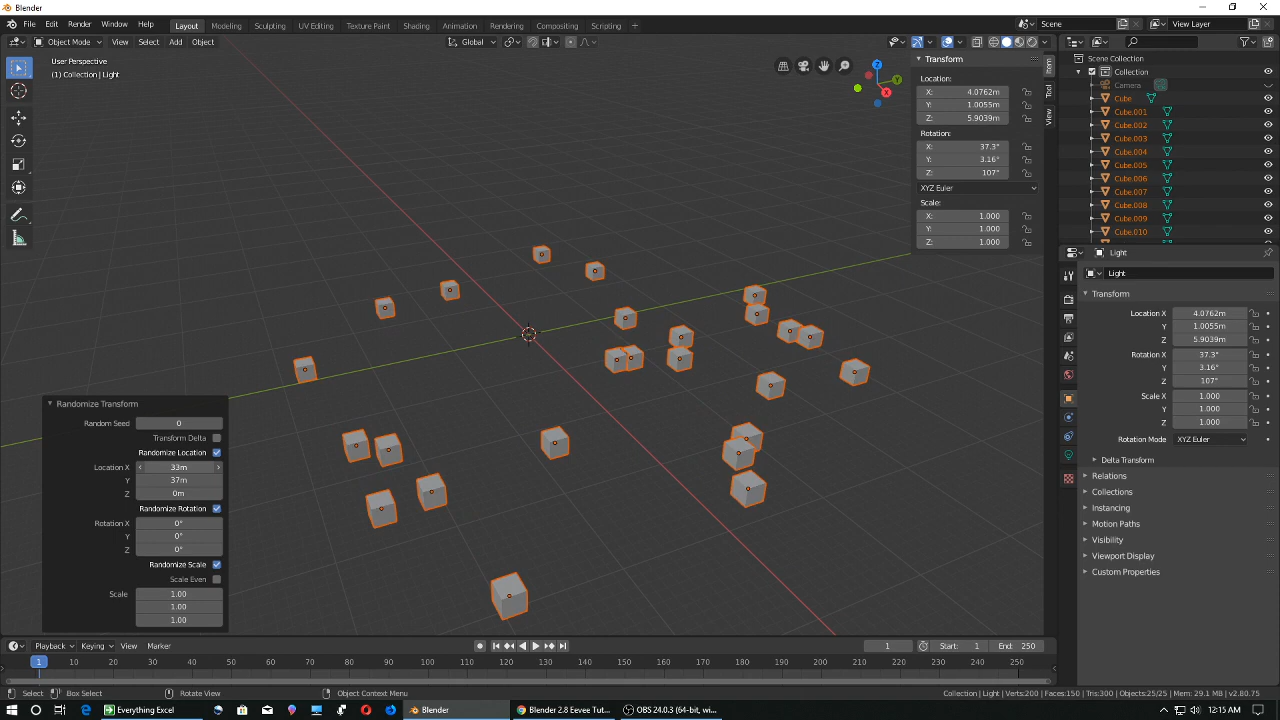 Blender
File Edit Render Window Help Layout Modeling Sculpting UV Editing Texture Paint Shading Animation Rendering Compositing Scripting + Scene View Layer
Object Mode View Select Add Object Global
User Perspective
(1) Collection | Light
Transform
Location:
X: 4.0762m
Y: 1.0055m
Z: 5.9039m
Rotation:
X: 37.3°
Y: 3.16°
Z: 107°
XYZ Euler
Scale:
X: 1.000
Y: 1.000
Z: 1.000
Item
Tool
View
Z
Y
X
Scene Collection
Collection
Camera
Cube
Cube.001
Cube.002
Cube.003
Cube.004
Cube.005
Cube.006
Cube.007
Cube.008
Cube.009
Cube.010
Light
Light
Transform
Location X 4.0762m
Y 1.0055m
Z 5.9039m
Rotation X 37.3°
Y 3.16°
Z 107°
Scale X 1.000
Y 1.000
Z 1.000
Rotation Mode XYZ Euler
Delta Transform
Relations
Collections
Instancing
Motion Paths
Visibility
Viewport Display
Custom Properties
Randomize Transform
Random Seed 0
Transform Delta
Randomize Location
Location X 33m
Y 37m
Z 0m
Randomize Rotation
Rotation X 0°
Y 0°
Z 0°
Randomize Scale
Scale Even
Scale 1.00
1.00
1.00
Playback Keying View Marker 1 Start: 1 End: 250
1 10 20 30 40 50 60 70 80 90 100 110 120 130 140 150 160 170 180 190 200 210 220 230 240 250
Select Box Select Rotate View Object Context Menu Collection | Light | Verts:200 | Faces:150 | Tris:300 | Objects:25/25 | Mem: 29.1 MB | v2.80.75
Everything Excel Blender Blender 2.8 Eevee Tut... OBS 24.0.3 (64-bit, wi... 12:15 AM